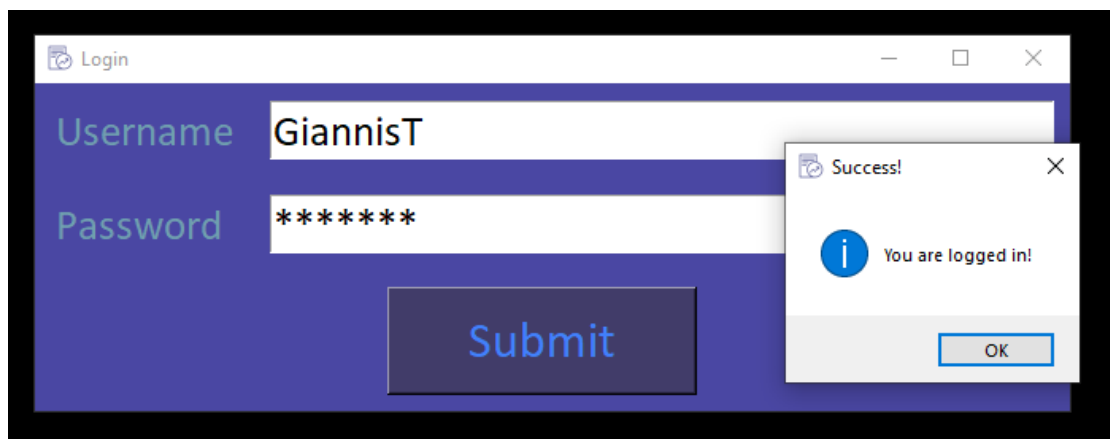 Login
Username GiannisT
Password *******
Submit
Success!
You are logged in!
OK